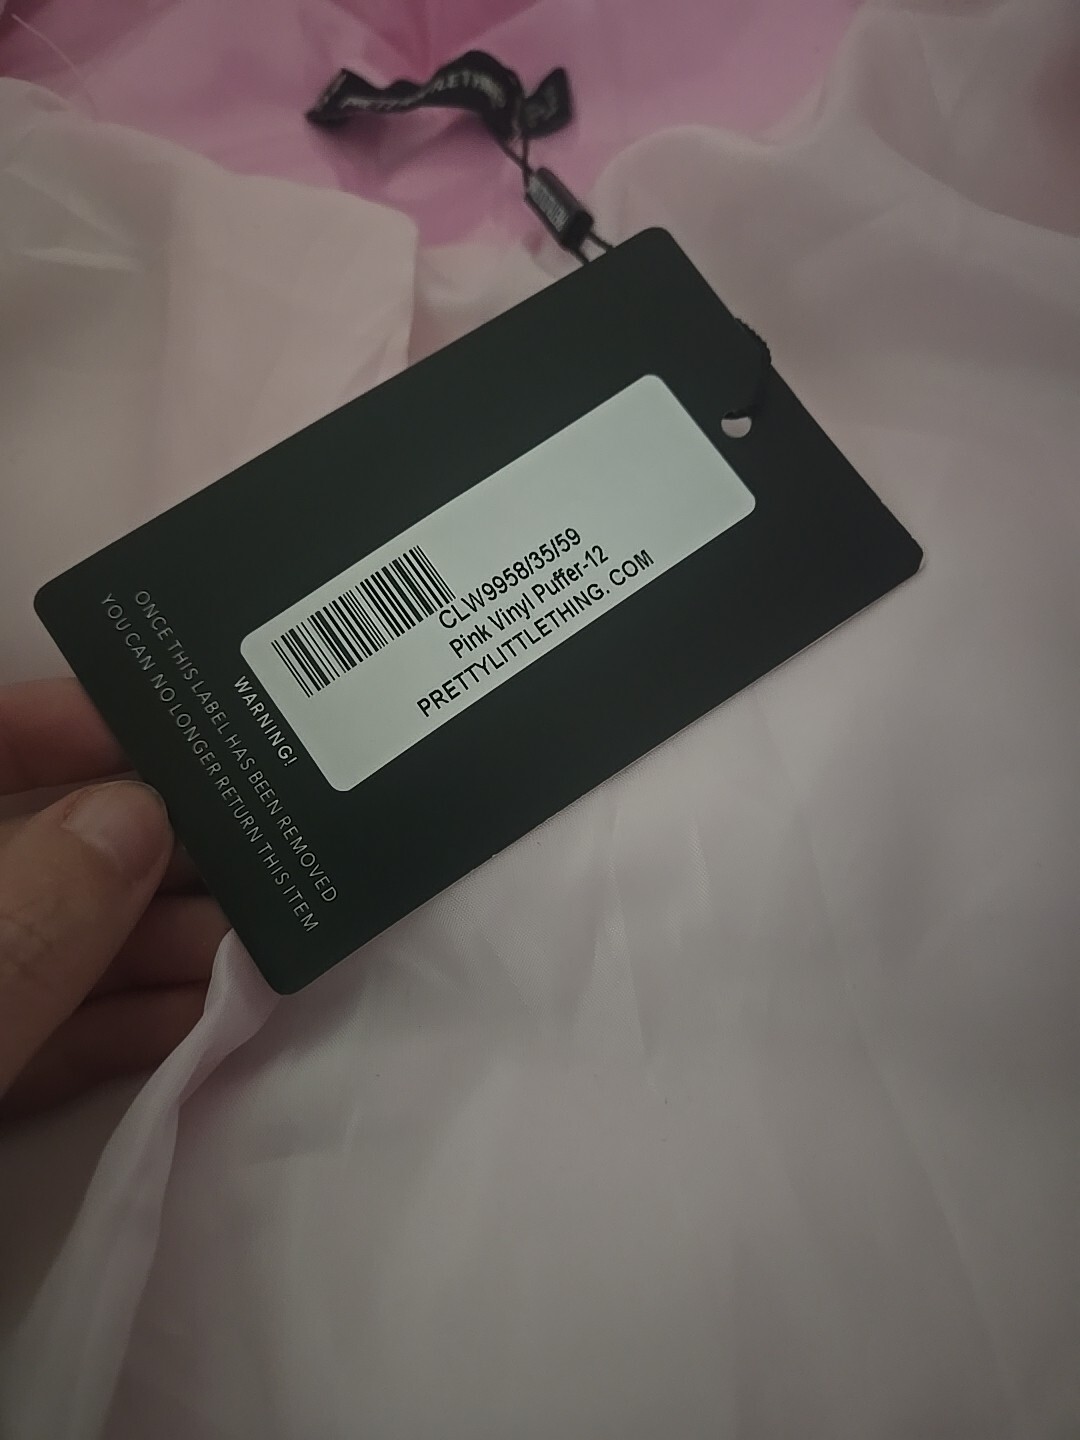 PRETTYLITTLETHING
CLW9958/35/59
Pink Vinyl Puffer-12
PRETTYLITTLETHING. COM
WARNING!
ONCE THIS LABEL HAS BEEN REMOVED
YOU CAN NO LONGER RETURN THIS ITEM